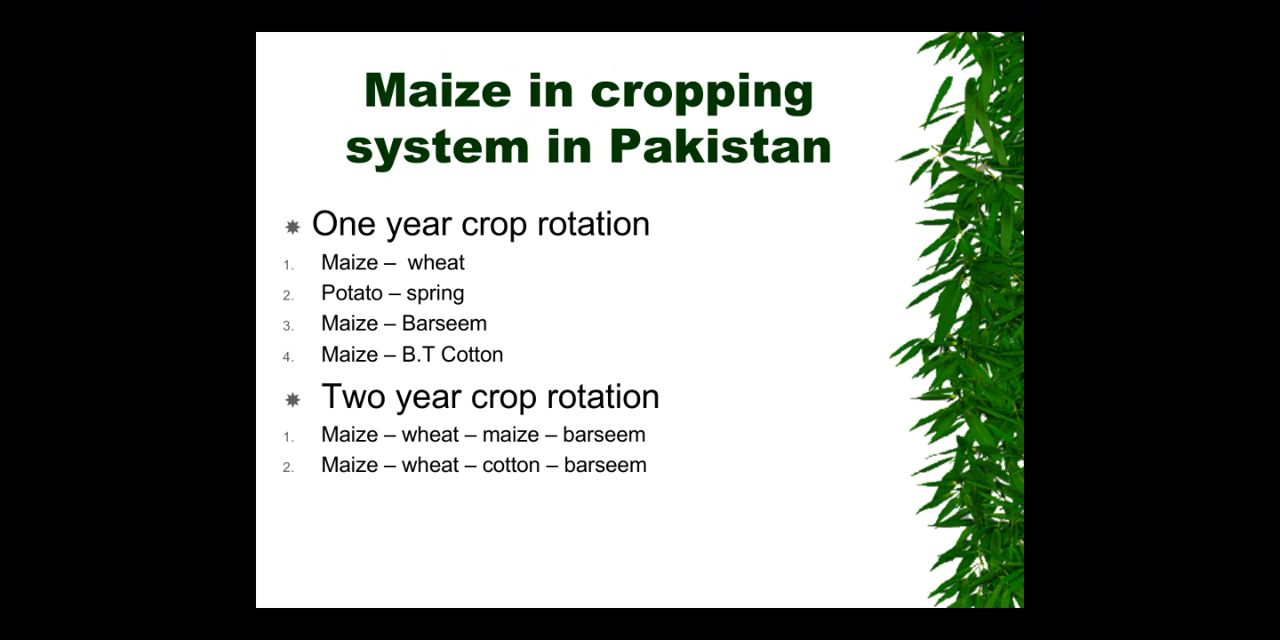 Maize in cropping
system in Pakistan
One year crop rotation
1. Maize –  wheat
2. Potato – spring
3. Maize – Barseem
4. Maize – B.T Cotton
Two year crop rotation
1. Maize – wheat – maize – barseem
2. Maize – wheat – cotton – barseem